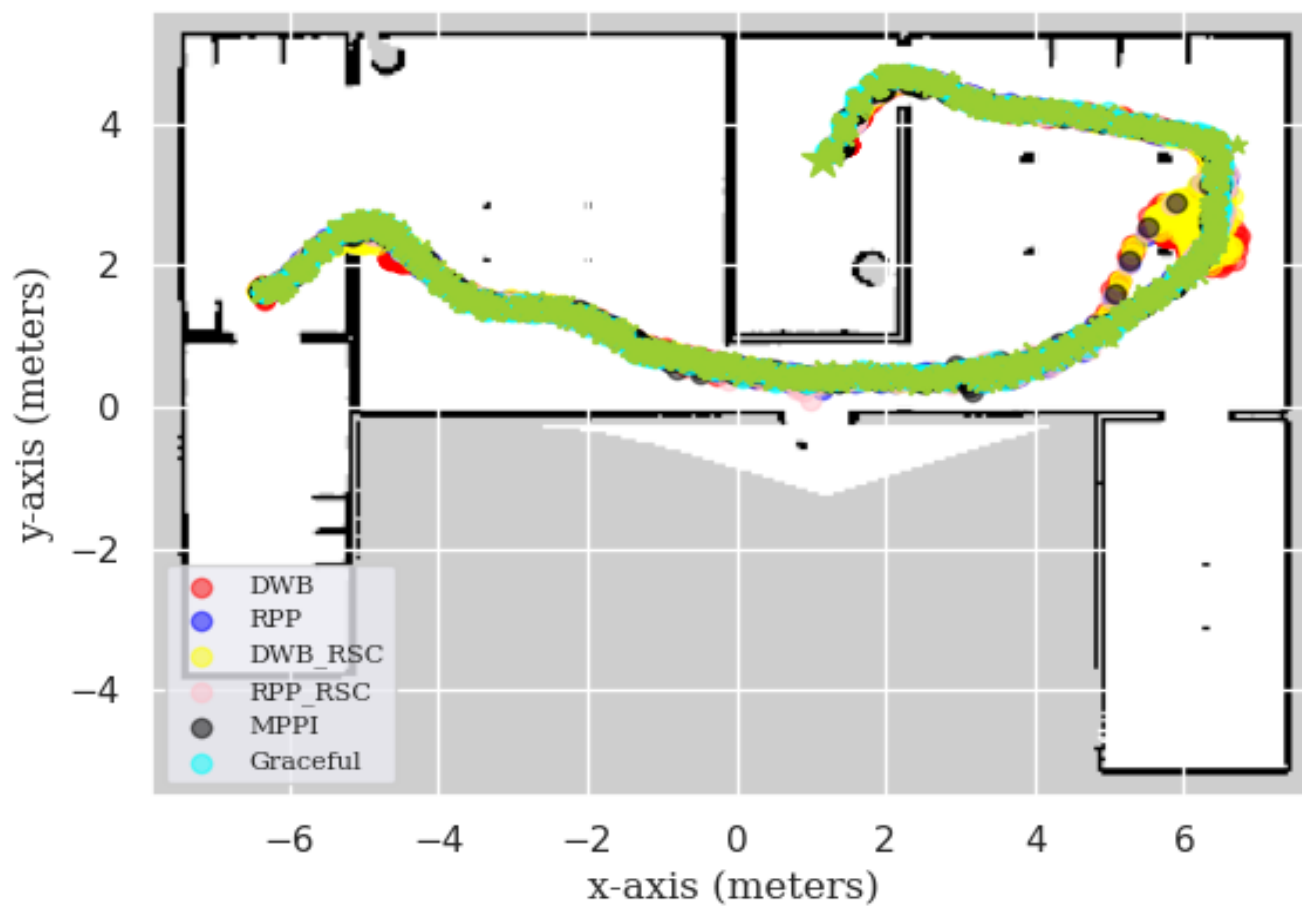 4
2
0
−2
−4
y-axis (meters)
DWB
RPP
DWB_RSC
RPP_RSC
MPPI
Graceful
−6 −4 −2 0 2 4 6
x-axis (meters)